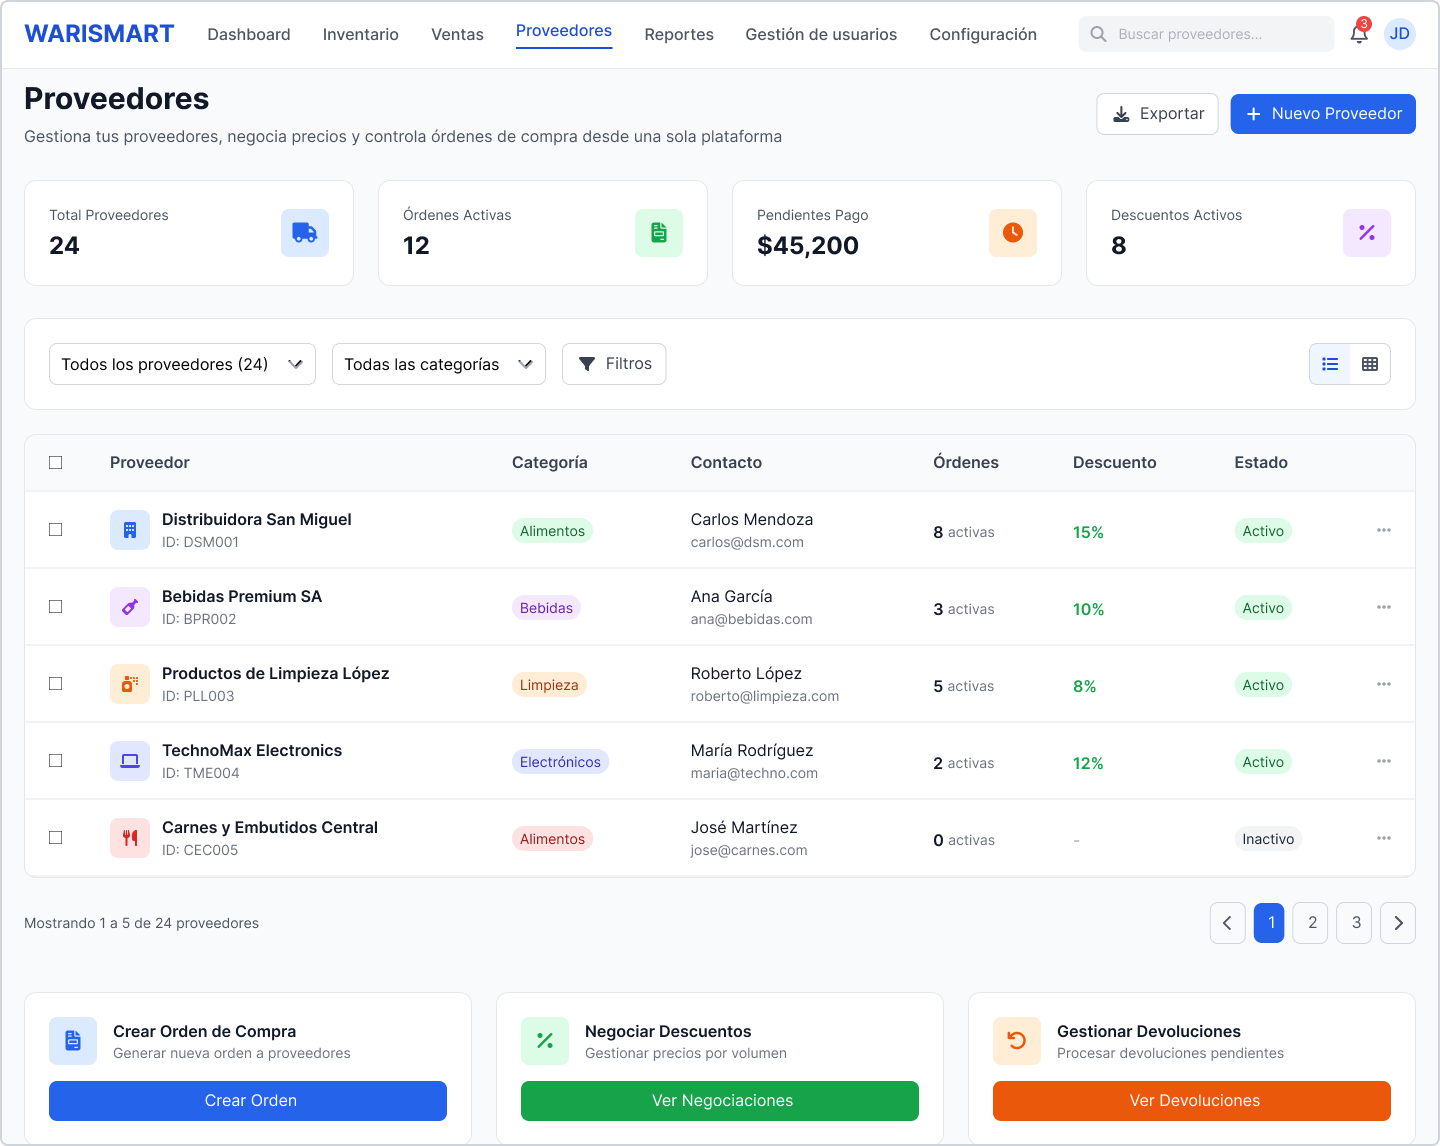 WARISMART
Dashboard
Inventario
Ventas
Proveedores
Reportes
Gestión de usuarios
Configuración
Buscar proveedores...
3
JD
Proveedores
Gestiona tus proveedores, negocia precios y controla órdenes de compra desde una sola plataforma
Exportar
Nuevo Proveedor
Total Proveedores
24
Órdenes Activas
12
Pendientes Pago
$45,200
Descuentos Activos
8
Todos los proveedores (24)
Todas las categorías
Filtros
Proveedor Categoría Contacto Órdenes Descuento Estado
Distribuidora San Miguel
ID: DSM001
Alimentos
Carlos Mendoza
carlos@dsm.com
8 activas
15%
Activo
Bebidas Premium SA
ID: BPR002
Bebidas
Ana García
ana@bebidas.com
3 activas
10%
Activo
Productos de Limpieza López
ID: PLL003
Limpieza
Roberto López
roberto@limpieza.com
5 activas
8%
Activo
TechnoMax Electronics
ID: TME004
Electrónicos
María Rodríguez
maria@techno.com
2 activas
12%
Activo
Carnes y Embutidos Central
ID: CEC005
Alimentos
José Martínez
jose@carnes.com
0 activas
-
Inactivo
Mostrando 1 a 5 de 24 proveedores
1 2 3
Crear Orden de Compra
Generar nueva orden a proveedores
Crear Orden
Negociar Descuentos
Gestionar precios por volumen
Ver Negociaciones
Gestionar Devoluciones
Procesar devoluciones pendientes
Ver Devoluciones